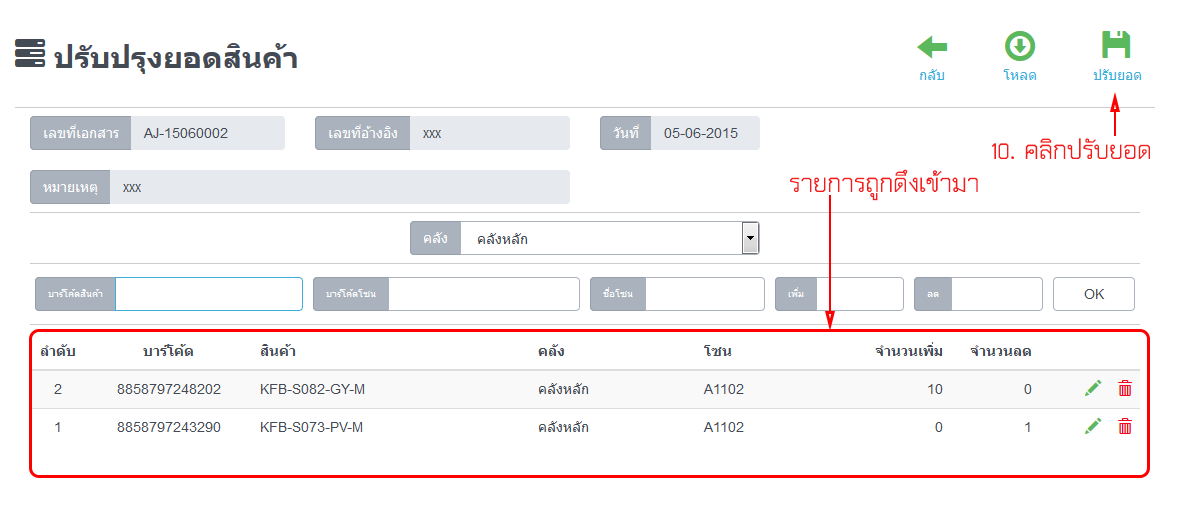 ปรับปรุงยอดสินค้า
กลับ โหลด ปรับยอด
เลขที่เอกสาร AJ-15060002 เลขที่อ้างอิง xxx วันที่ 05-06-2015
10. คลิกปรับยอด
หมายเหตุ xxx
รายการถูกดึงเข้ามา
คลัง คลังหลัก
บาร์โค้ดสินค้า บาร์โค้ดโซน ชื่อโซน เพิ่ม ลด OK
ลำดับ บาร์โค้ด สินค้า คลัง โซน จำนวนเพิ่ม จำนวนลด
2 8858797248202 KFB-S082-GY-M คลังหลัก A1102 10 0
1 8858797243290 KFB-S073-PV-M คลังหลัก A1102 0 1